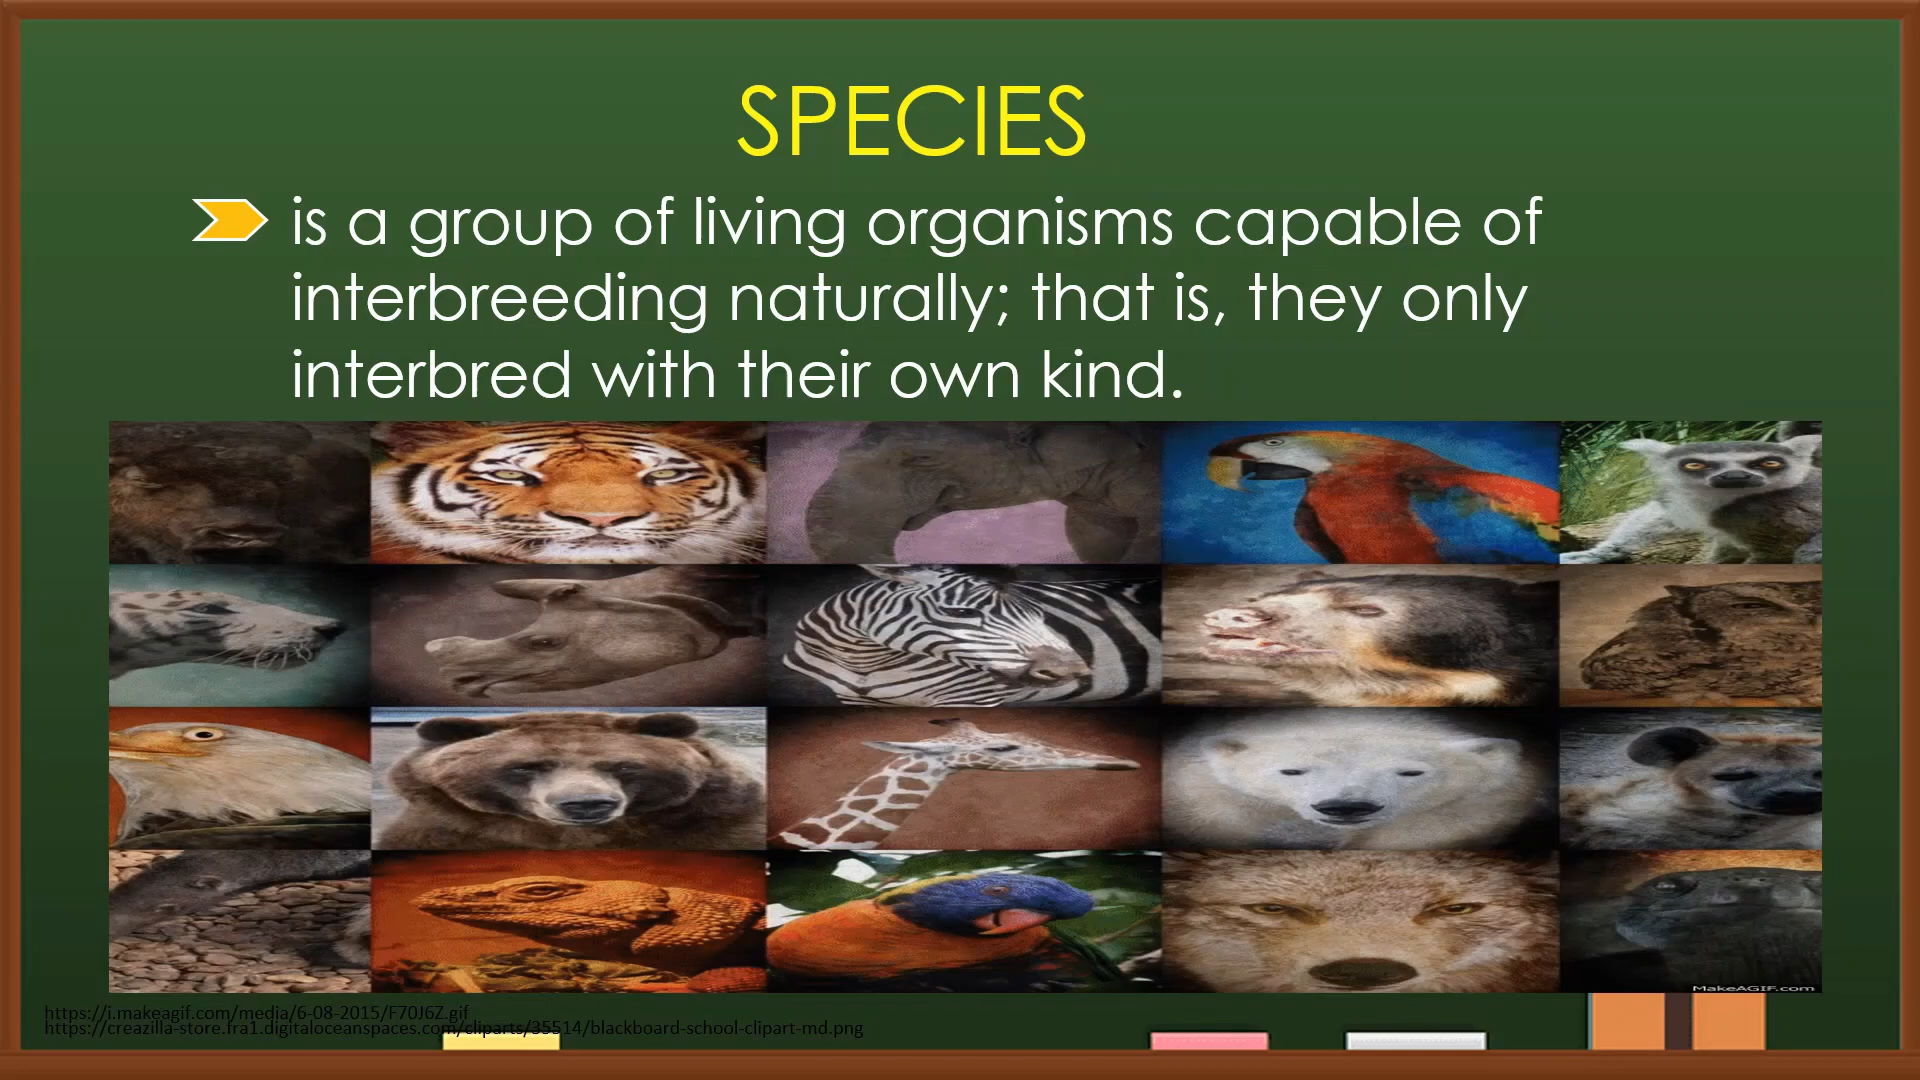 SPECIES
is a group of living organisms capable of
interbreeding naturally; that is, they only
interbred with their own kind.
MakeAGIF.com
https://i.makeagif.com/media/6-08-2015/F70J6Z.gif
https://creazilla-store.fra1.digitaloceanspaces.com/cliparts/35514/blackboard-school-clipart-md.png